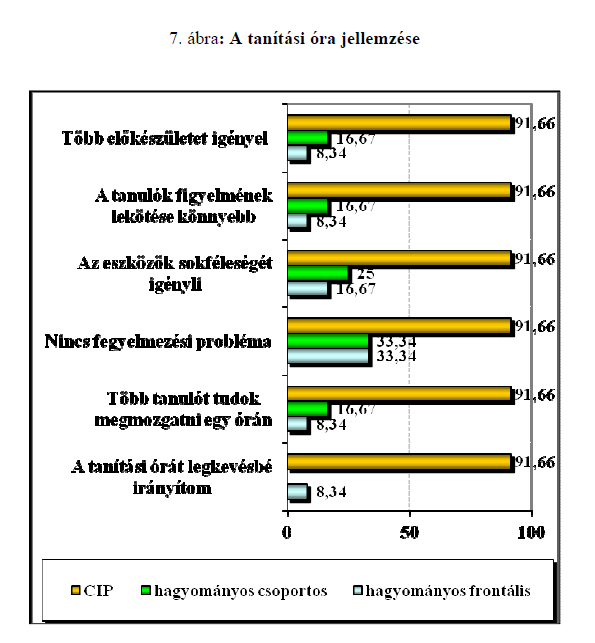 7. ábra: A tanítási óra jellemzése
Több előkészületet igényel
91,66
16,67
8,34
A tanulók figyelmének
lekötése könnyebb
91,66
16,67
8,34
Az eszközök sokféleségét
igényli
91,66
25
16,67
Nincs fegyelmezési probléma
91,66
33,34
33,34
Több tanulót tudok
megmozgatni egy órán
91,66
16,67
8,34
A tanítási órát legkevésbé
irányítom
91,66
8,34
0 50 100
CIP hagyományos csoportos hagyományos frontális